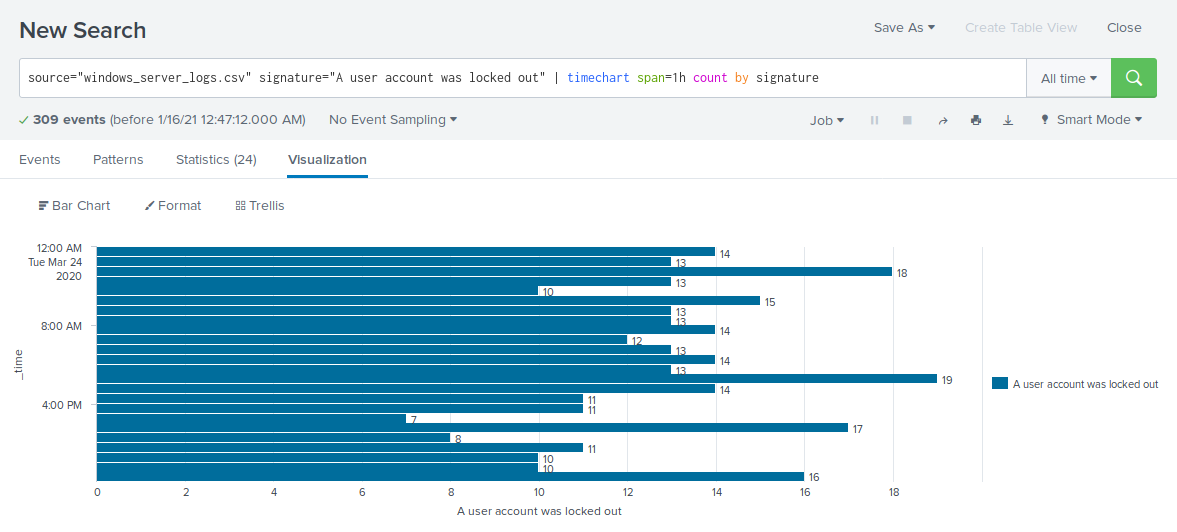 New Search
Save As
Create Table View
Close
source="windows_server_logs.csv" signature="A user account was locked out" | timechart span=1h count by signature
All time
309 events (before 1/16/21 12:47:12.000 AM)
No Event Sampling
Job
Smart Mode
Events
Patterns
Statistics (24)
Visualization
Bar Chart
Format
Trellis
12:00 AM
Tue Mar 24
2020
8:00 AM
4:00 PM
_time
14
13
18
13
10
15
13
13
14
12
13
14
13
19
14
11
11
7
17
8
11
10
10
16
0 2 4 6 8 10 12 14 16 18
A user account was locked out
A user account was locked out